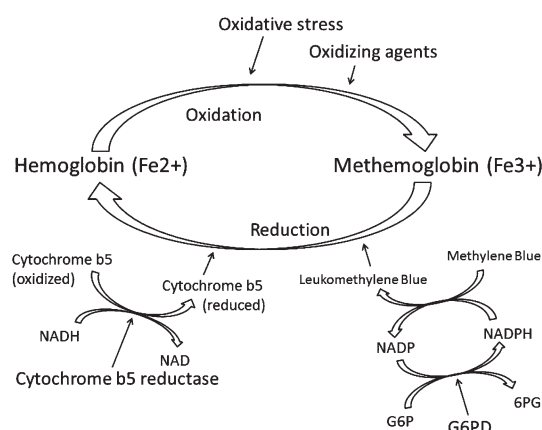 Oxidative stress
Oxidizing agents
Oxidation
Hemoglobin (Fe2+)
Methemoglobin (Fe3+)
Reduction
Cytochrome b5
(oxidized)
Cytochrome b5
(reduced)
NADH
NAD
Cytochrome b5 reductase
Methylene Blue
Leukomethylene Blue
NADP
NADPH
6PG
G6P
G6PD